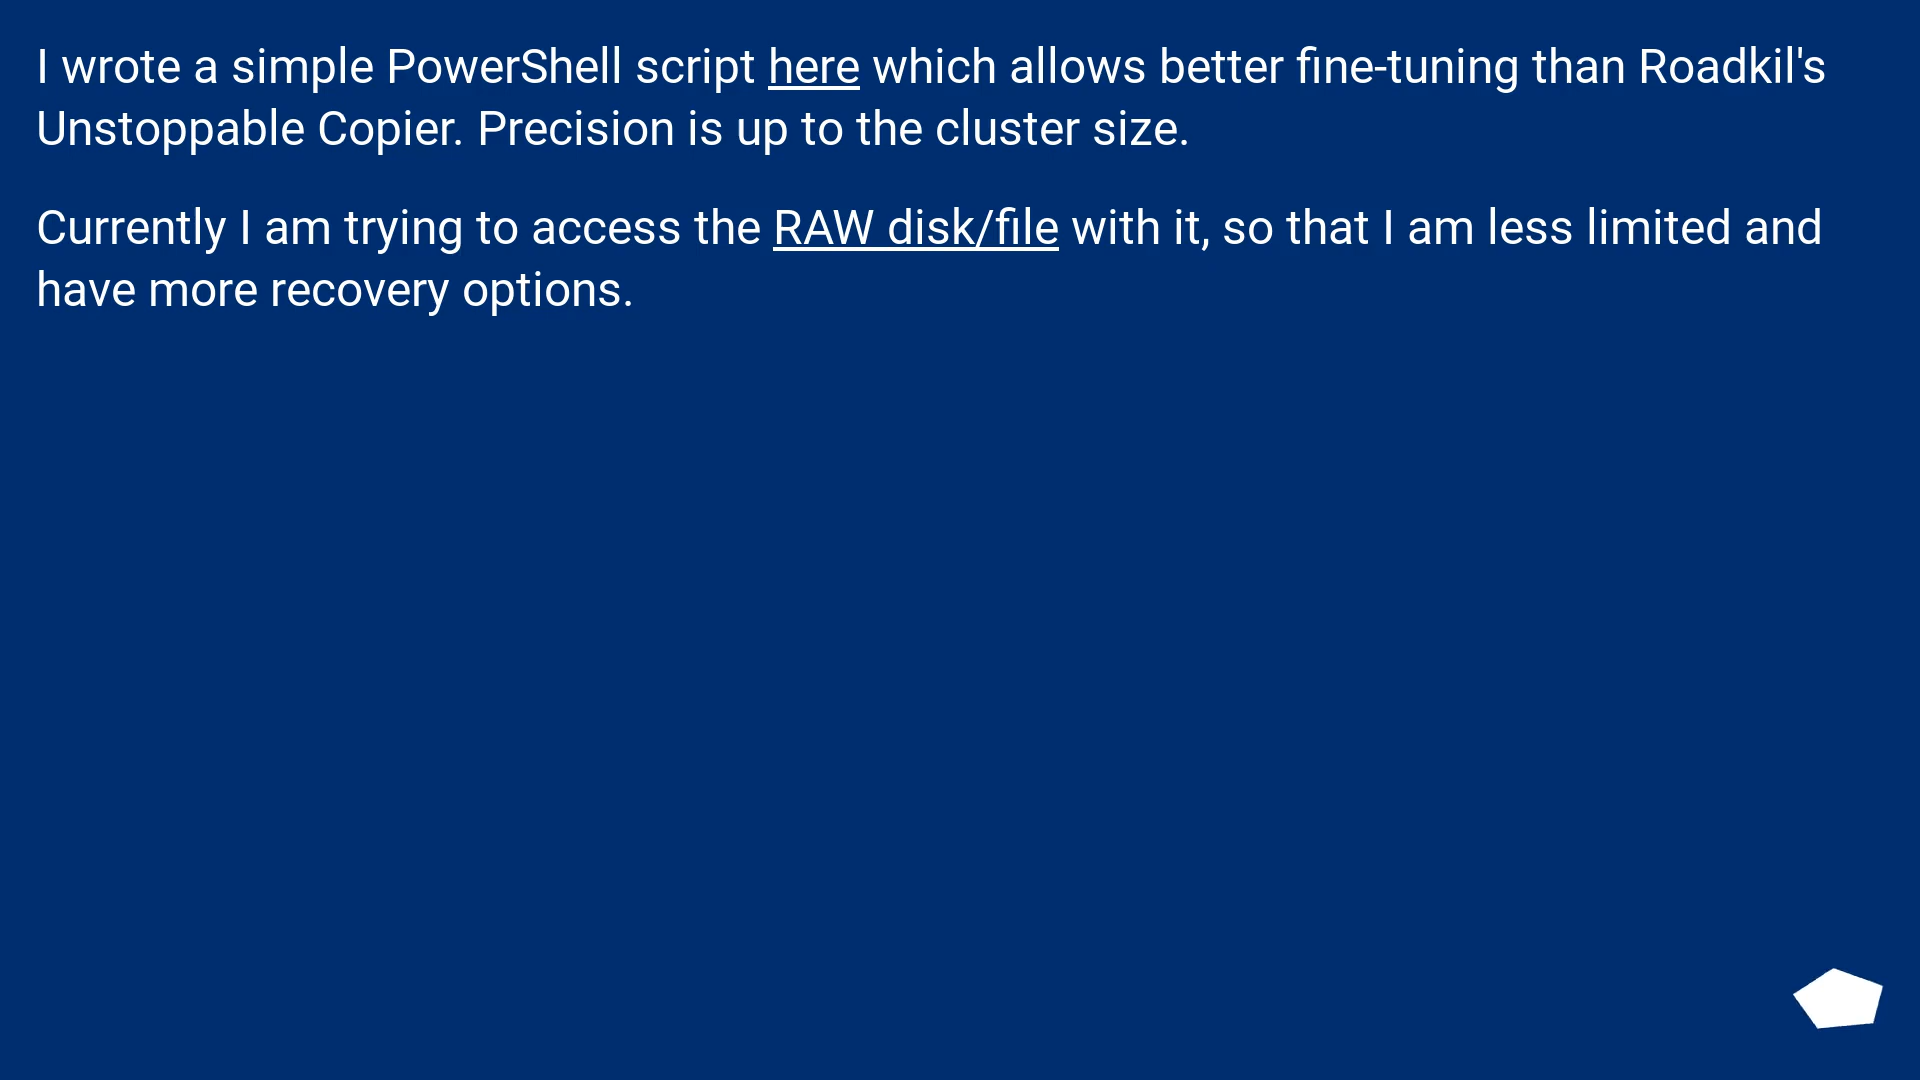 I wrote a simple PowerShell script here which allows better fine-tuning than Roadkil's
Unstoppable Copier. Precision is up to the cluster size.
Currently I am trying to access the RAW disk/file with it, so that I am less limited and
have more recovery options.